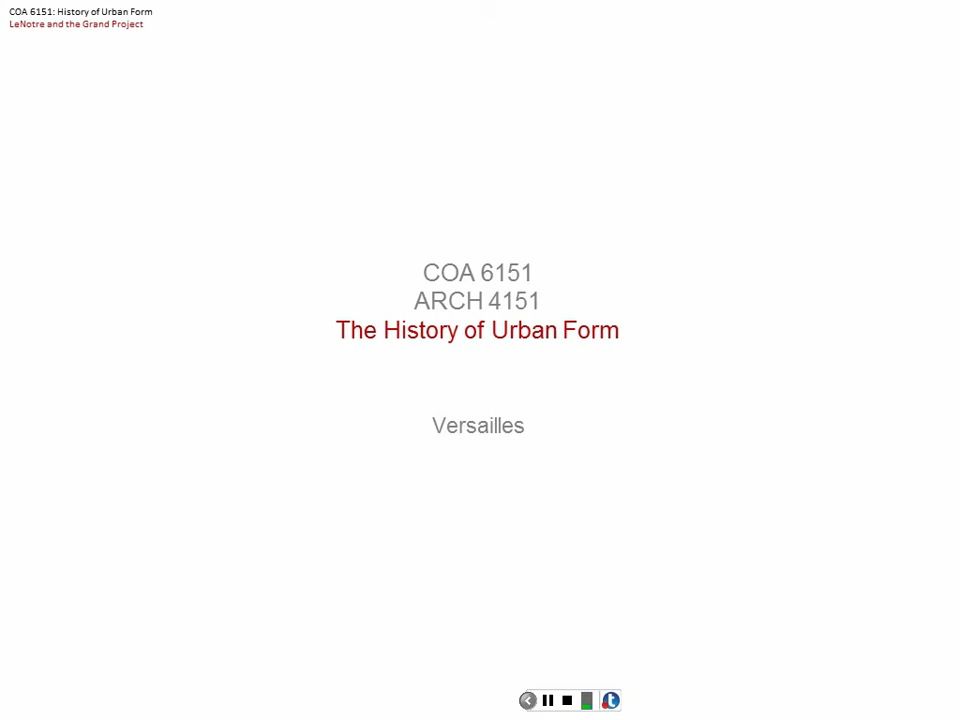 COA 6151: History of Urban Form
LeNotre and the Grand Project
COA 6151
ARCH 4151
The History of Urban Form
Versailles
t